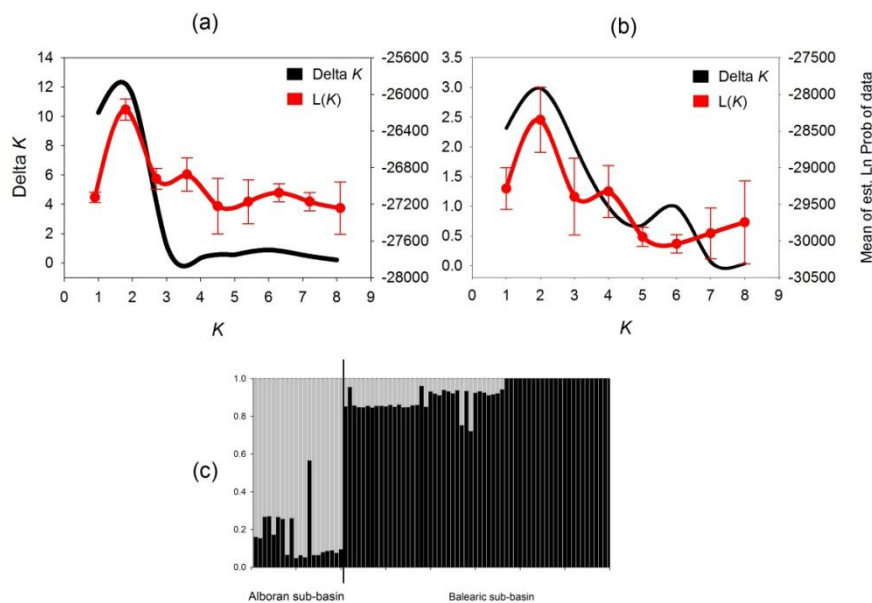 (a)
(b)
14
12
10
8
6
4
2
0
Delta K
-25600
-26000
-26400
-26800
-27200
-27600
-28000
Delta K
L(K)
0 1 2 3 4 5 6 7 8 9
K
3.5
3.0
2.5
2.0
1.5
1.0
0.5
0.0
-27500
-28000
-28500
-29000
-29500
-30000
-30500
Mean of est. Ln Prob of data
Delta K
L(K)
0 1 2 3 4 5 6 7 8 9
K
(c)
1.0
0.8
0.6
0.4
0.2
0.0
Alboran sub-basin
Balearic sub-basin